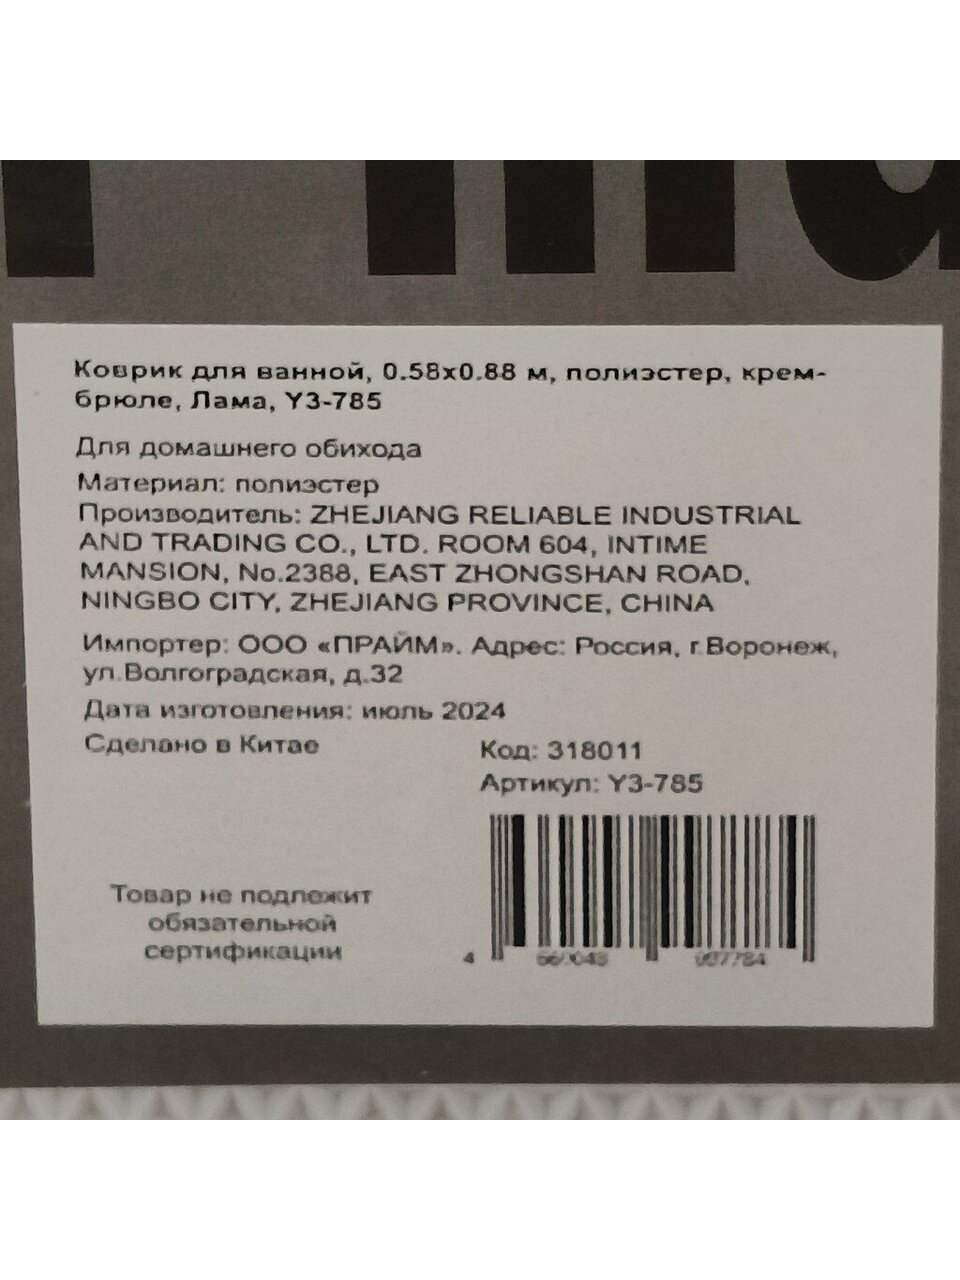 Коврик для ванной, 0.58х0.88 м, полиэстер, крем-
брюле, Лама, Y3-785
Для домашнего обихода
Материал: полиэстер
Производитель: ZHEJIANG RELIABLE INDUSTRIAL
AND TRADING CO., LTD. ROOM 604, INTIME
MANSION, No.2388, EAST ZHONGSHAN ROAD,
NINGBO CITY, ZHEJIANG PROVINCE, CHINA
Импортер: ООО «ПРАЙМ». Адрес: Россия, г.Воронеж,
ул.Волгоградская, д.32
Дата изготовления: июль 2024
Сделано в Китае
Код: 318011
Артикул: Y3-785
Товар не подлежит
обязательной
сертификации
4